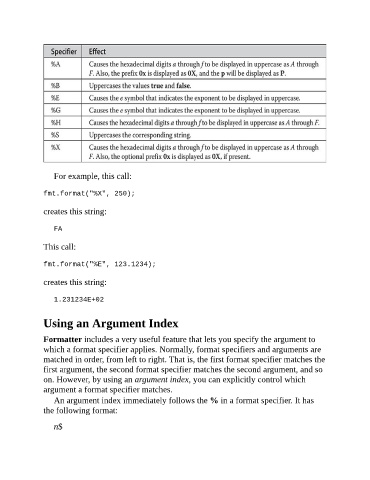 Specifier Effect
%A Causes the hexadecimal digits a through f to be displayed in uppercase as A through
F. Also, the prefix 0x is displayed as 0X, and the p will be displayed as P.
%B Uppercases the values true and false.
%E Causes the e symbol that indicates the exponent to be displayed in uppercase.
%G Causes the e symbol that indicates the exponent to be displayed in uppercase.
%H Causes the hexadecimal digits a through f to be displayed in uppercase as A through F.
%S Uppercases the corresponding string.
%X Causes the hexadecimal digits a through f to be displayed in uppercase as A through
F. Also, the optional prefix 0x is displayed as 0X, if present.
For example, this call:
fmt.format("%X", 250);
creates this string:
FA
This call:
fmt.format("%E", 123.1234);
creates this string:
1.231234E+02
Using an Argument Index
Formatter includes a very useful feature that lets you specify the argument to
which a format specifier applies. Normally, format specifiers and arguments are
matched in order, from left to right. That is, the first format specifier matches the
first argument, the second format specifier matches the second argument, and so
on. However, by using an argument index, you can explicitly control which
argument a format specifier matches.
An argument index immediately follows the % in a format specifier. It has
the following format:
n$